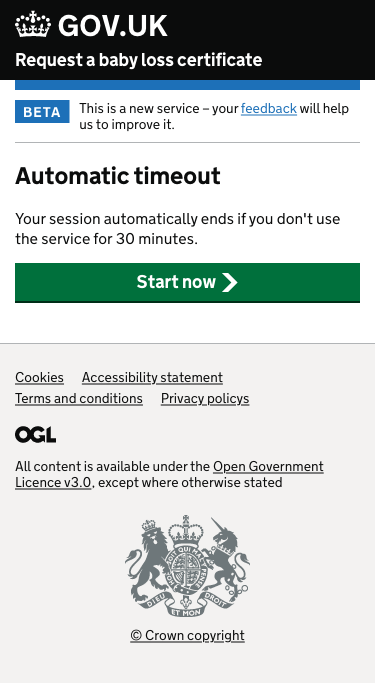 GOV.UK
Request a baby loss certificate
BETA
This is a new service – your feedback will help
us to improve it.
Automatic timeout
Your session automatically ends if you don't use
the service for 30 minutes.
Start now
Cookies Accessibility statement
Terms and conditions Privacy policys
OGL
All content is available under the Open Government
Licence v3.0, except where otherwise stated
DIEU ET MON DROIT
© Crown copyright